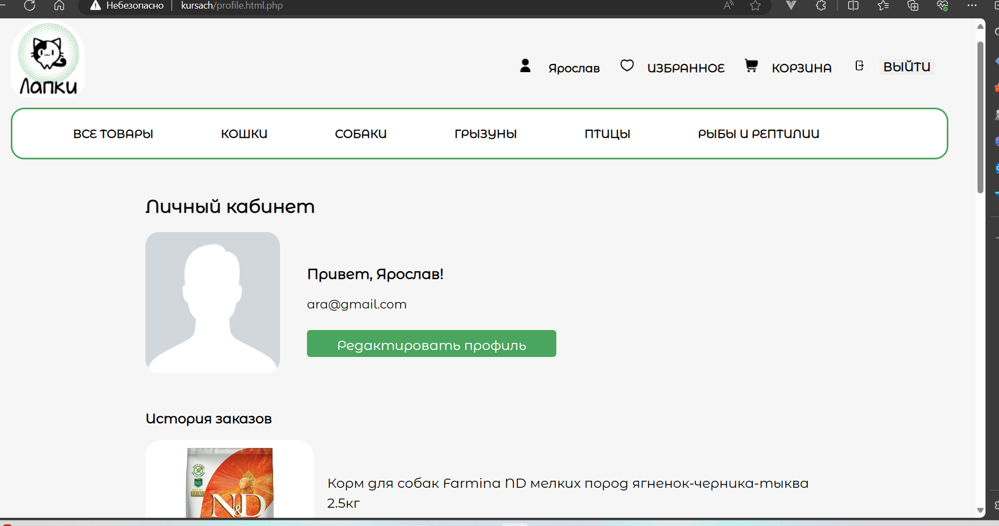 Небезопасно kursach/profile.html.php
Лапки
Ярослав ИЗБРАННОЕ КОРЗИНА ВЫЙТИ
ВСЕ ТОВАРЫ КОШКИ СОБАКИ ГРЫЗУНЫ ПТИЦЫ РЫБЫ И РЕПТИЛИИ
Личный кабинет
Привет, Ярослав!
ara@gmail.com
Редактировать профиль
История заказов
MINI
N&D
Корм для собак Farmina ND мелких пород ягненок-черника-тыква
2.5кг